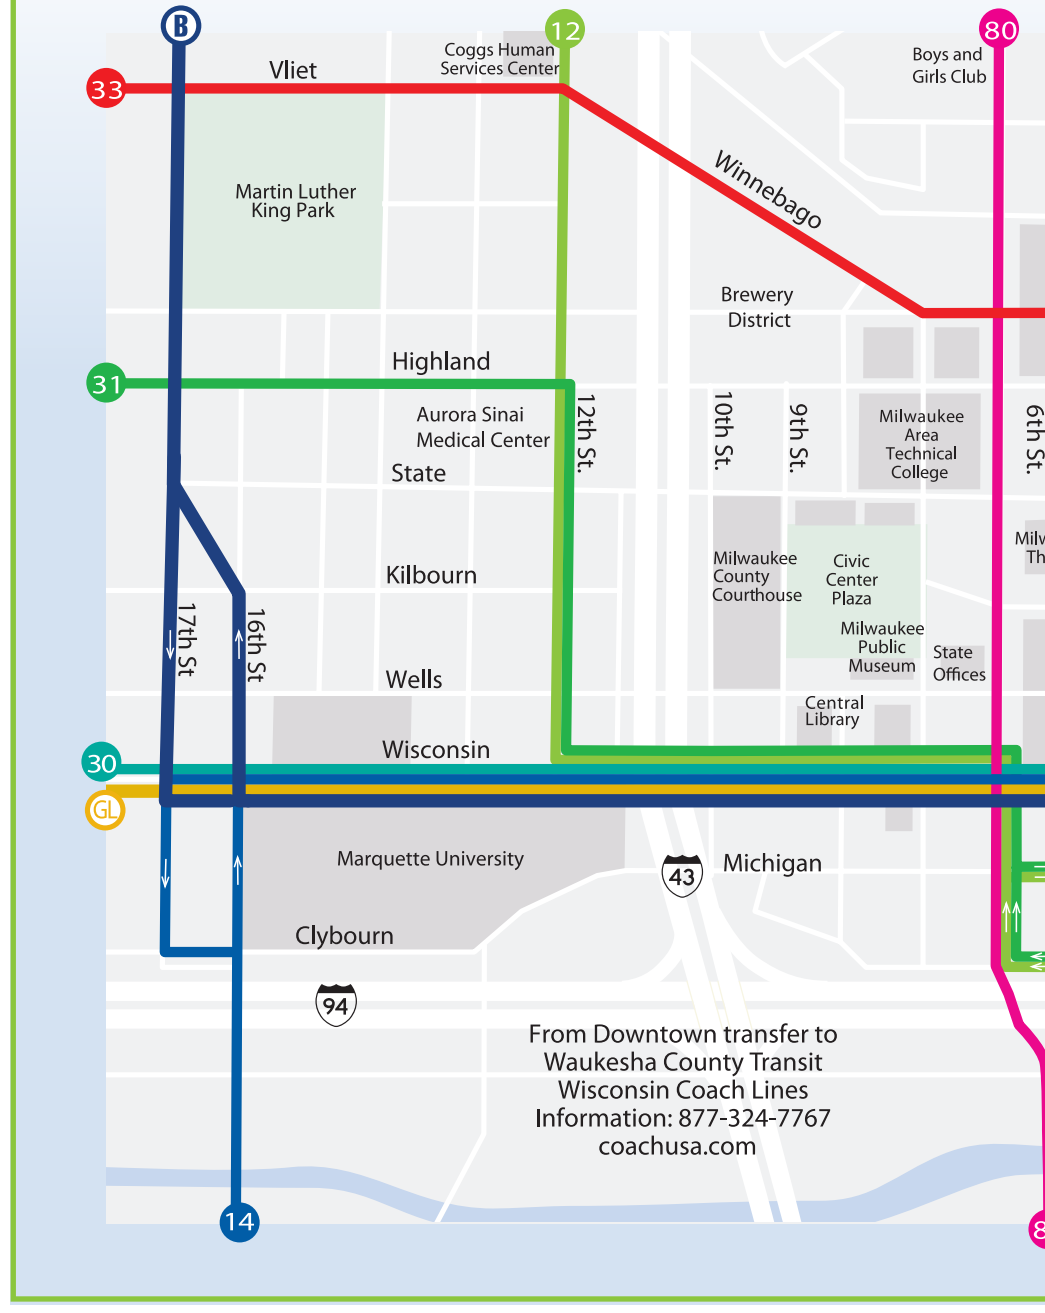 B
12
80
Coggs Human
Services Center
Boys and
Girls Club
Vliet
33
Winnebago
Martin Luther
King Park
Brewery
District
Highland
31
12th St.
10th St.
9th St.
6th St.
Aurora Sinai
Medical Center
Milwaukee
Area
Technical
College
State
Milwaukee
County
Courthouse
Civic
Center
Plaza
Kilbourn
17th St
16th St
Milwaukee
Public
Museum
State
Offices
Wells
Central
Library
Wisconsin
30
GL
Marquette University
43
Michigan
Clybourn
94
From Downtown transfer to
Waukesha County Transit
Wisconsin Coach Lines
Information: 877-324-7767
coachusa.com
14